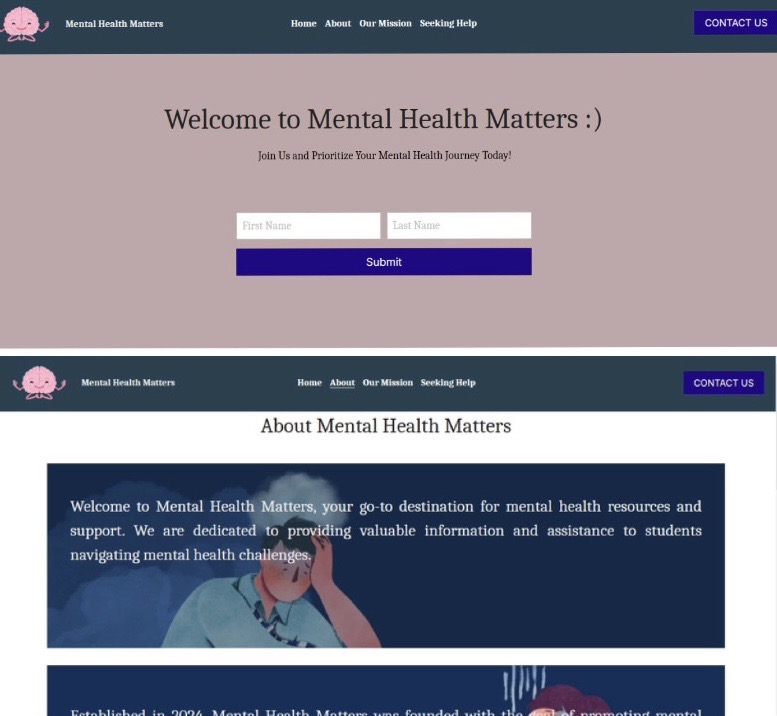 Mental Health Matters
Home About Our Mission Seeking Help
CONTACT US
Welcome to Mental Health Matters :)
Join Us and Prioritize Your Mental Health Journey Today!
First Name Last Name
Submit
Mental Health Matters
Home About Our Mission Seeking Help
CONTACT US
About Mental Health Matters
Welcome to Mental Health Matters, your go-to destination for mental health resources and
support. We are dedicated to providing valuable information and assistance to students
navigating mental health challenges.
Established in 2024, Mental Health Matters was founded with the goal of promoting mental